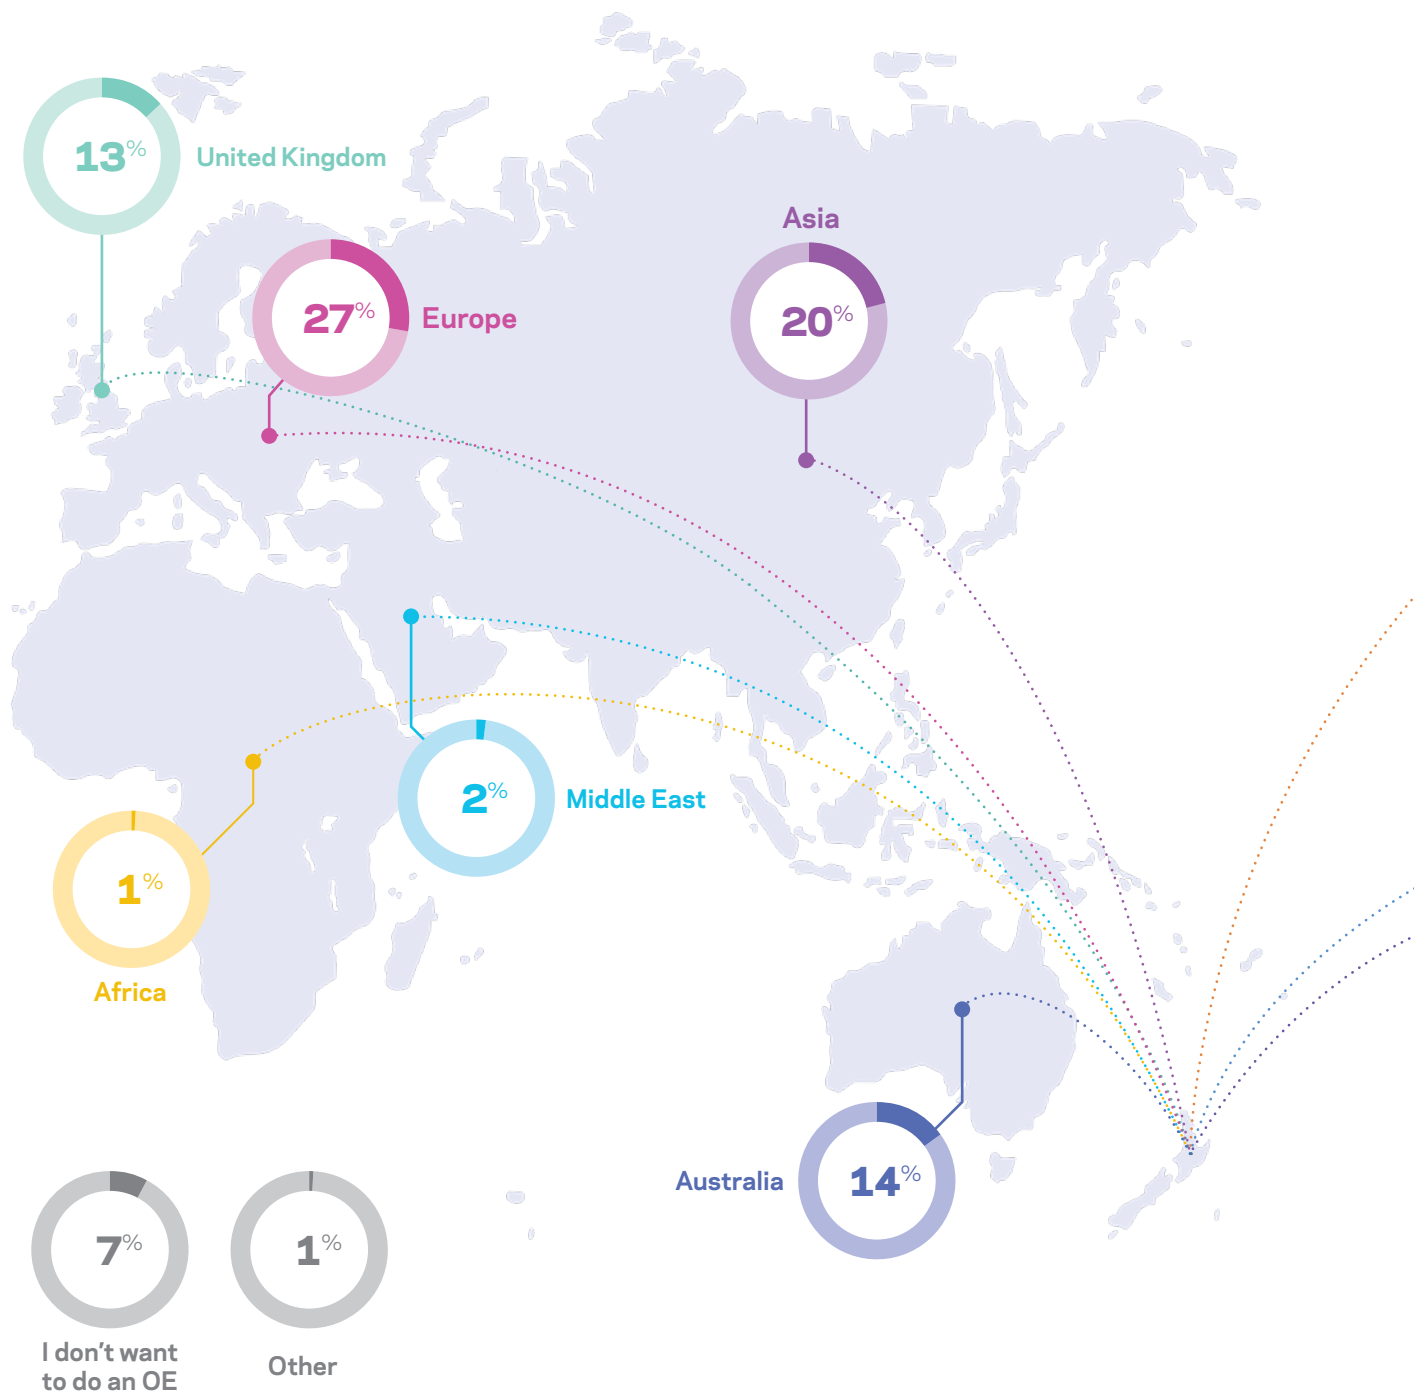 13%
United Kingdom
Asia
27%
Europe
20%
2%
Middle East
1%
Africa
Australia
14%
7%
1%
I don't want
to do an OE
Other